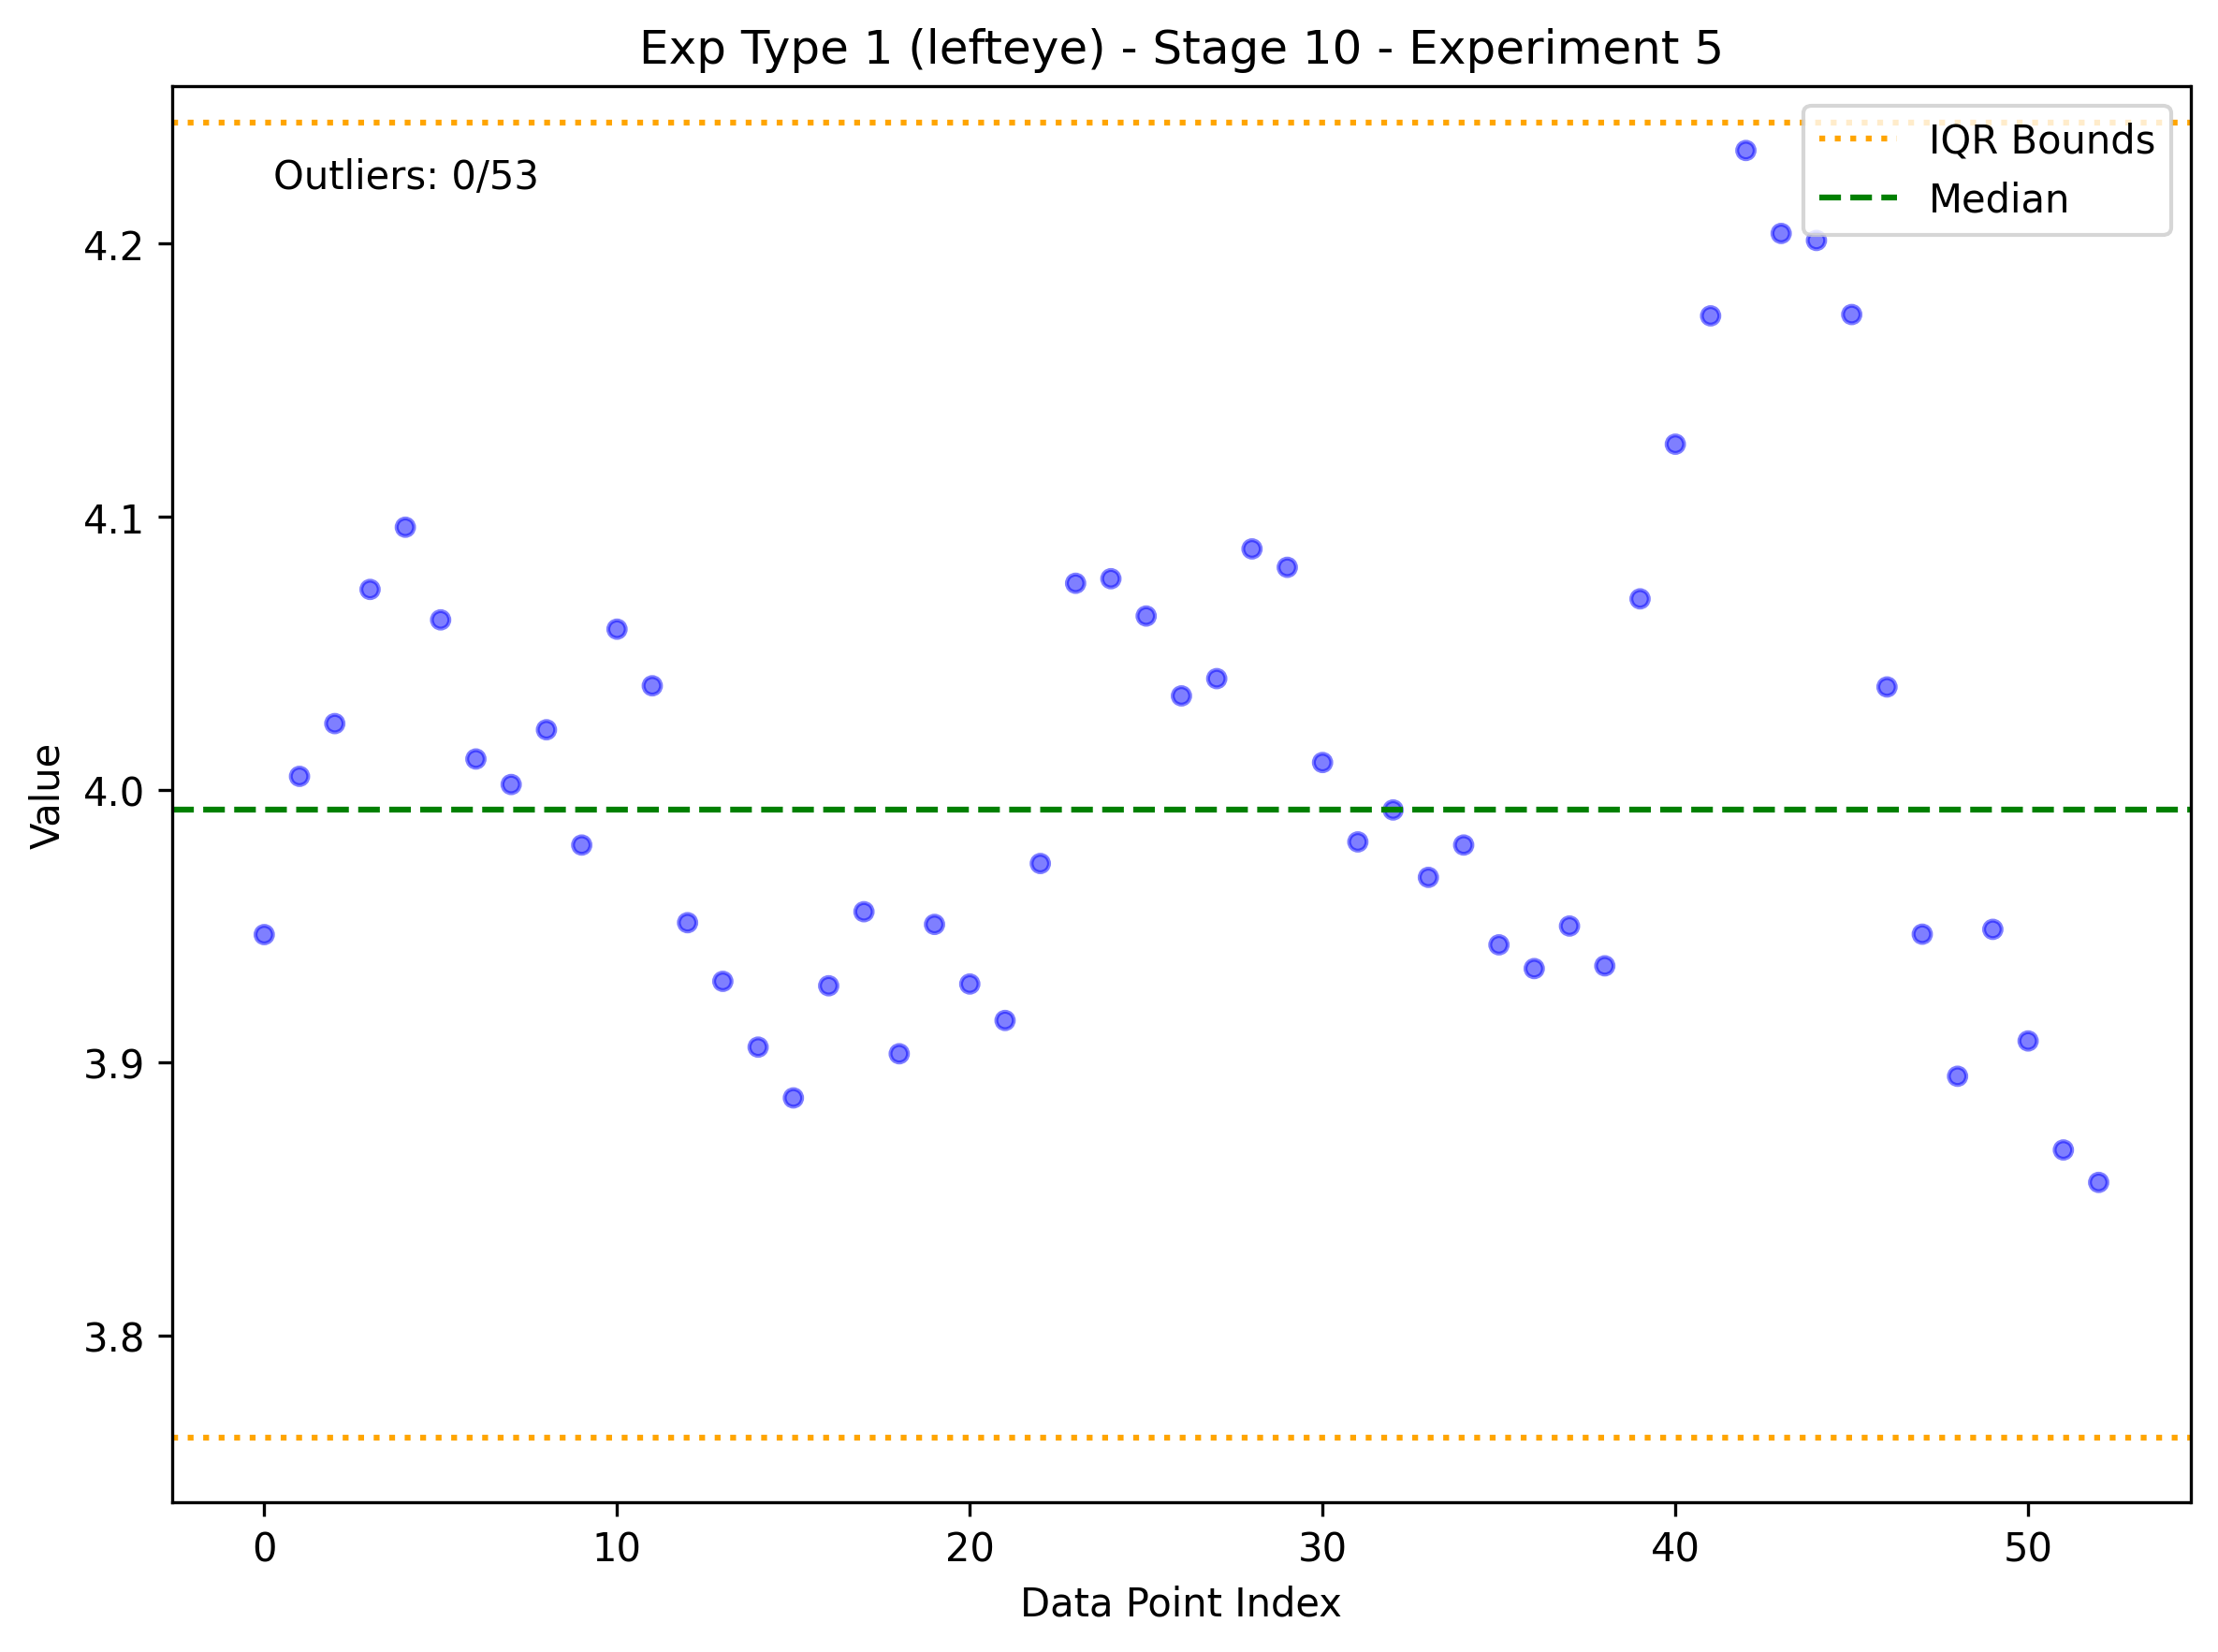 Exp Type 1 (lefteye) - Stage 10 - Experiment 5
Outliers: 0/53
IQR Bounds
Median
Value
4.2
4.1
4.0
3.9
3.8
0 10 20 30 40 50
Data Point Index